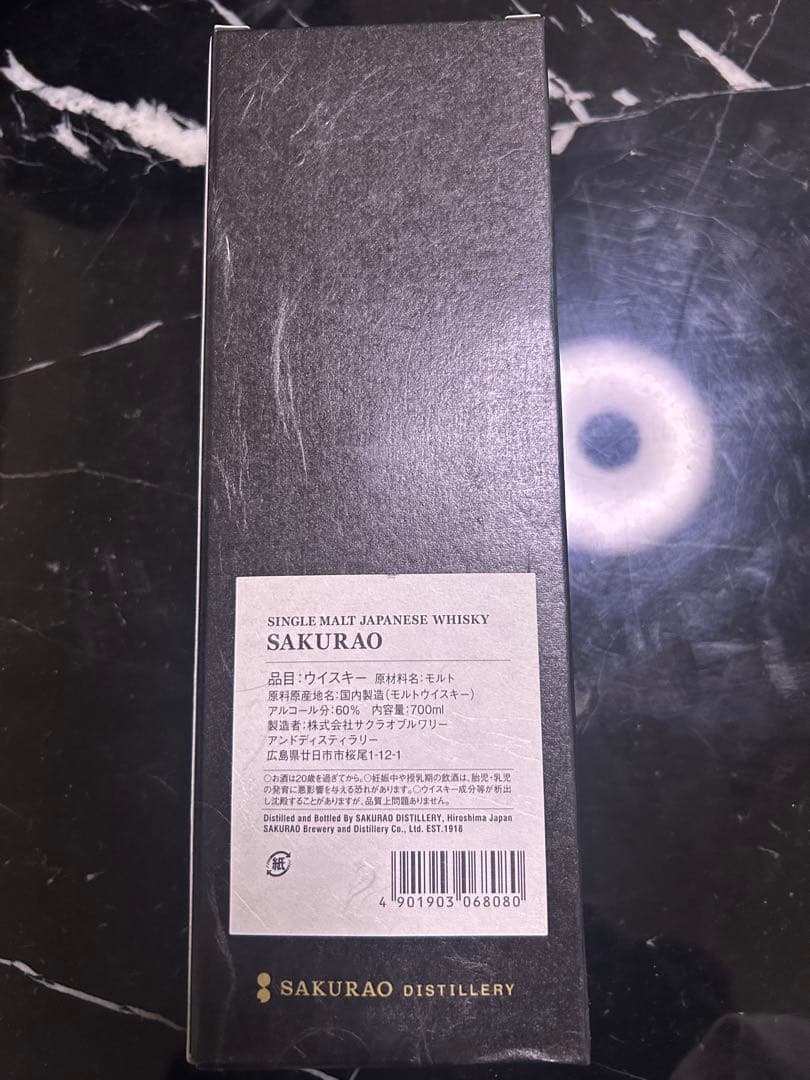 SINGLE MALT JAPANESE WHISKY
SAKURAO
品目:ウイスキー 原材料名:モルト
原料原産地名:国内製造(モルトウイスキー)
アルコール分:60% 内容量:700ml
製造者:株式会社サクラオブルワリー
アンドディスティラリー
広島県廿日市市桜尾1-12-1
○お酒は20歳を過ぎてから。○妊娠中や授乳期の飲酒は、胎児・乳児
の発育に悪影響を与える恐れがあります。○ウイスキー成分等が析出
し沈殿することがありますが、品質上問題ありません。
Distilled and Bottled By SAKURAO DISTILLERY, Hiroshima Japan
SAKURAO Brewery and Distillery Co., Ltd. EST.1918
紙
4 901903 068080
SAKURAO DISTILLERY